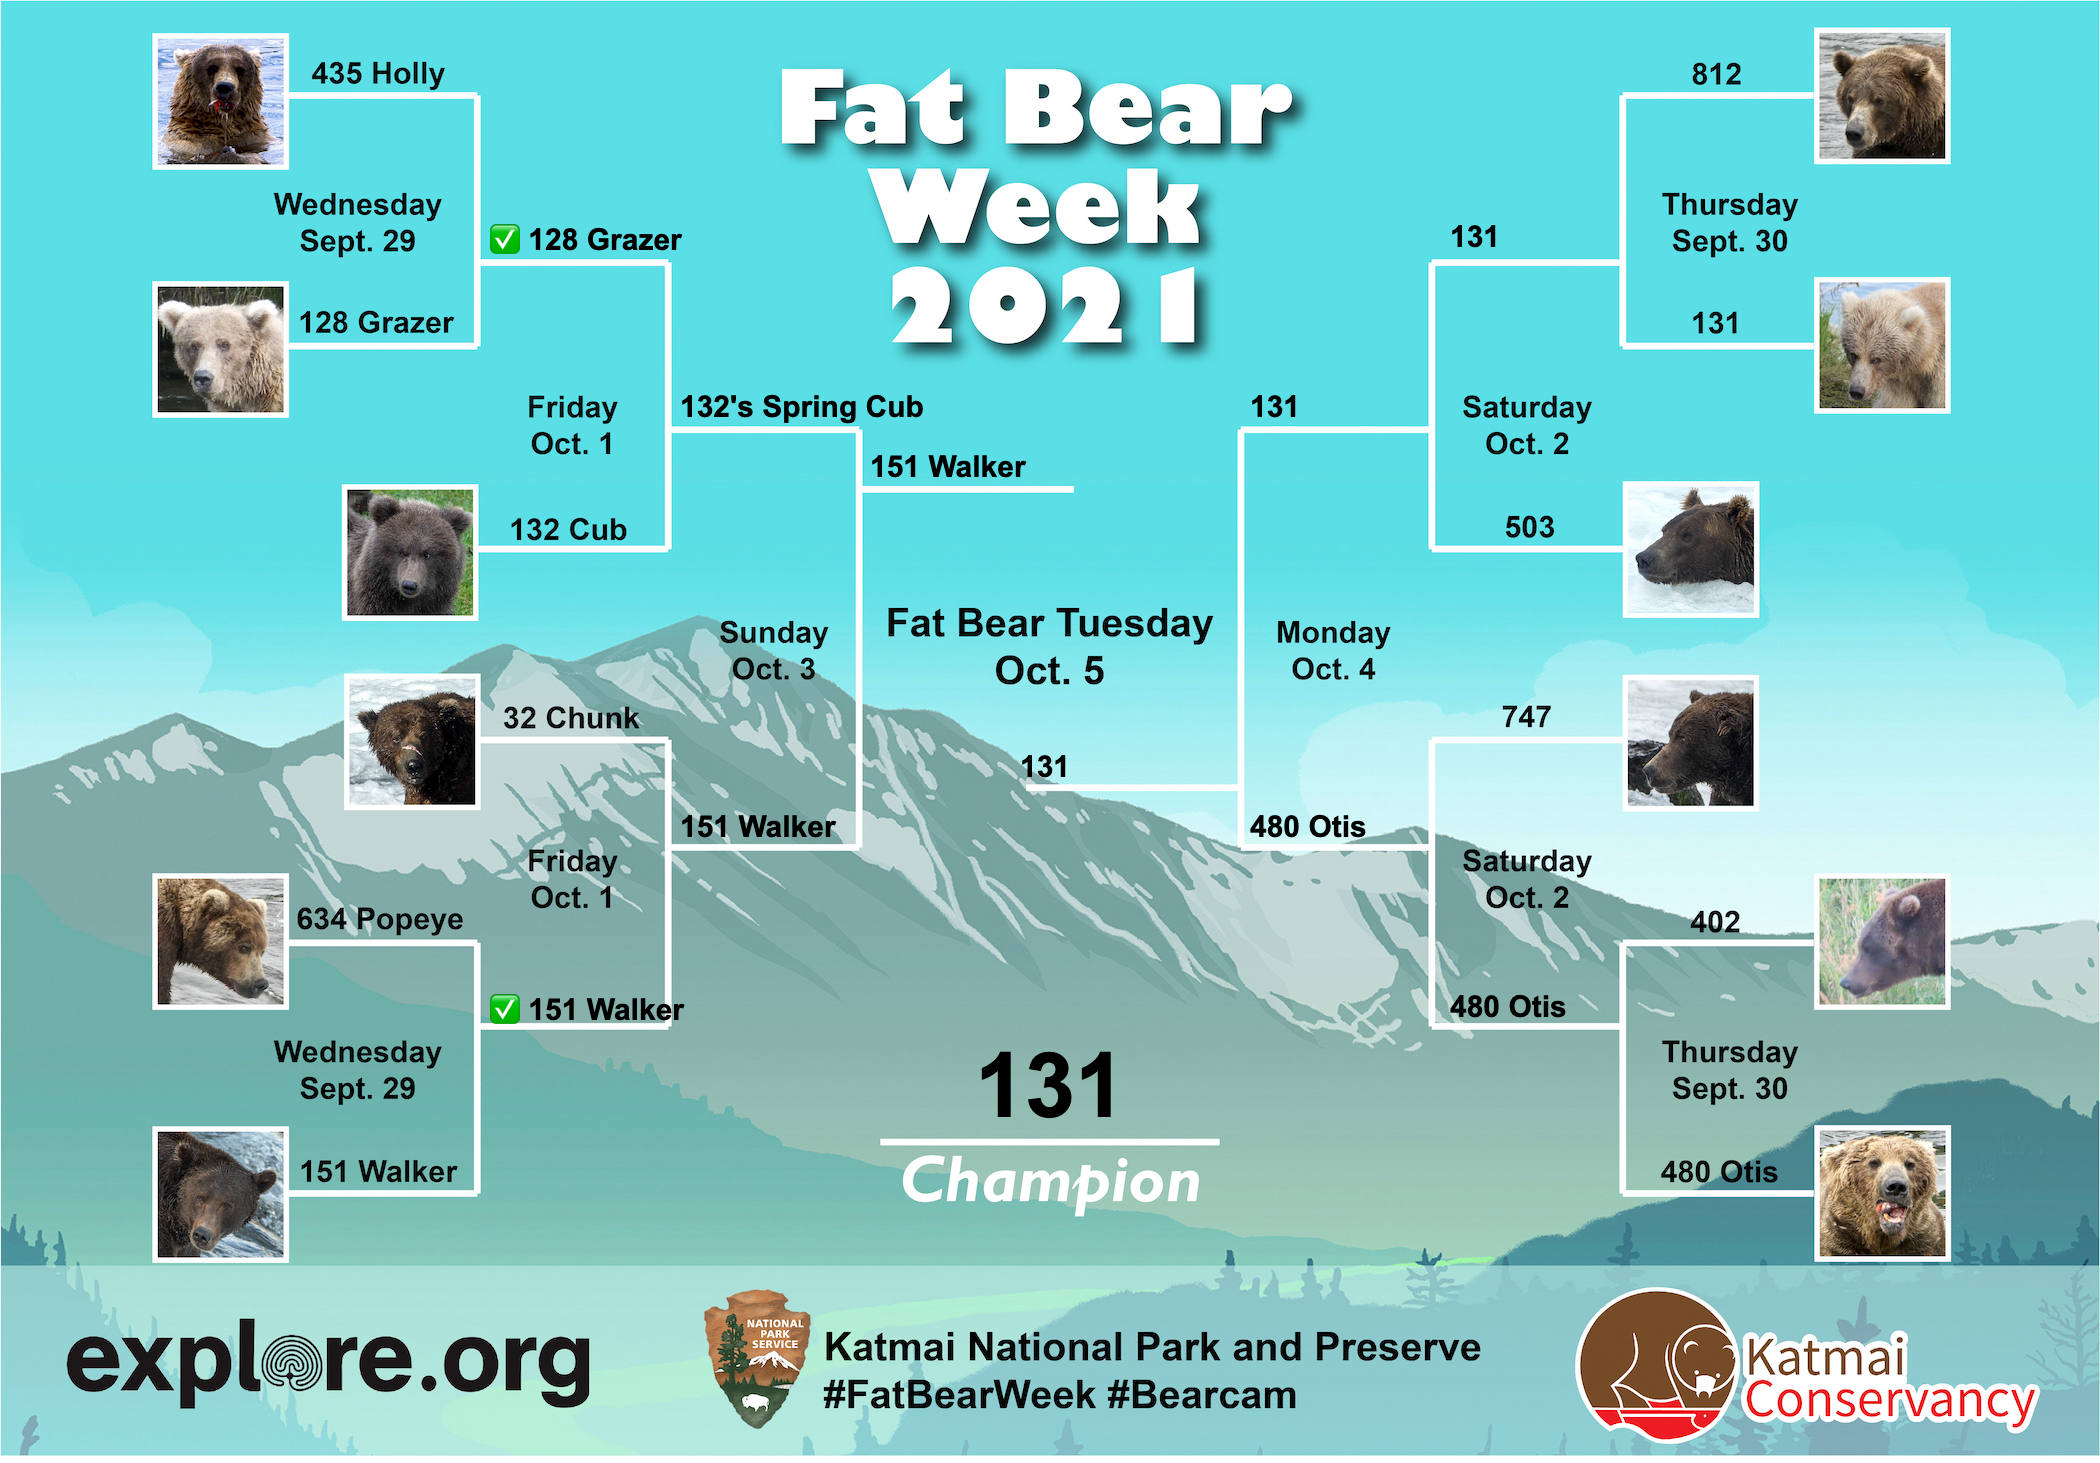 Fat Bear
Week
2021
435 Holly
Wednesday
Sept. 29
128 Grazer
✅ 128 Grazer
Friday
Oct. 1
132 Cub
132's Spring Cub
151 Walker
Sunday
Oct. 3
32 Chunk
151 Walker
Friday
Oct. 1
634 Popeye
✅ 151 Walker
Wednesday
Sept. 29
151 Walker
Fat Bear Tuesday
Oct. 5
131
131
Champion
812
Thursday
Sept. 30
131
131
Saturday
Oct. 2
503
131
Monday
Oct. 4
747
480 Otis
Saturday
Oct. 2
402
480 Otis
Thursday
Sept. 30
480 Otis
explore.org
NATIONAL
PARK
SERVICE
Katmai National Park and Preserve
#FatBearWeek #Bearcam
Katmai
Conservancy